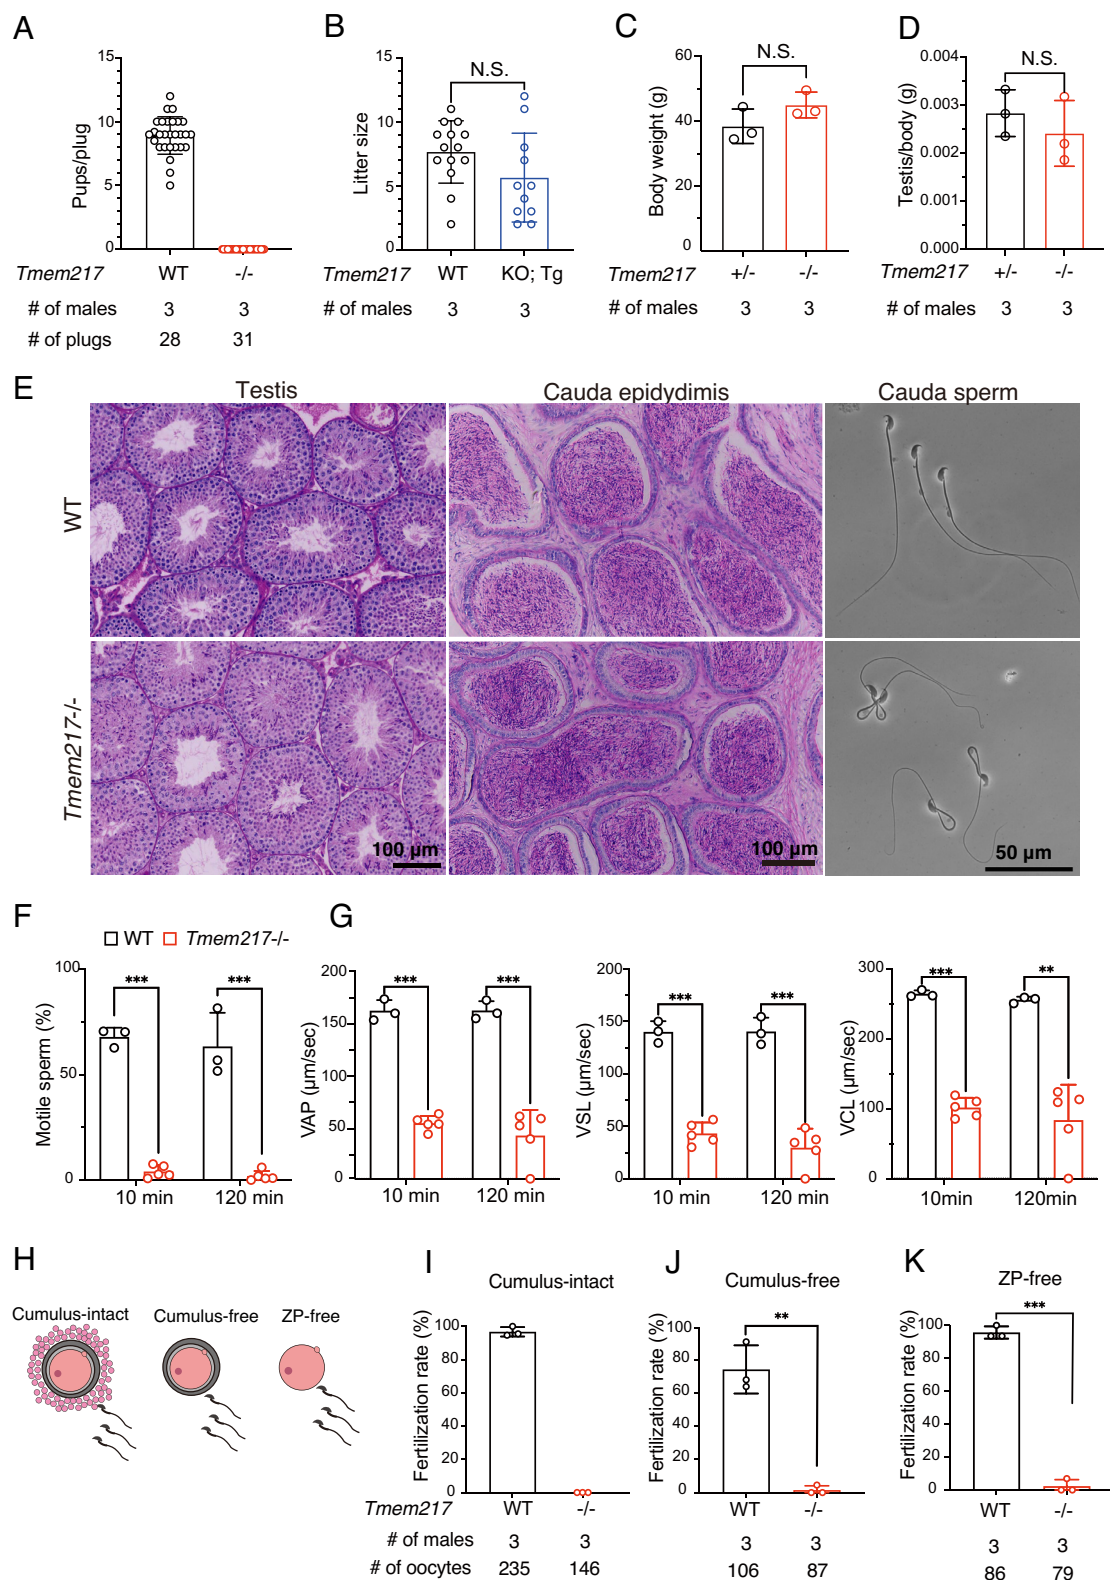 A
Pups/plug
15
10
5
0
Tmem217 WT -/-
# of males 3 3
# of plugs 28 31
B
N.S.
Litter size
15
10
5
0
Tmem217 WT KO; Tg
# of males 3 3
C
N.S.
Body weight (g)
60
40
20
0
Tmem217 +/- -/-
# of males 3 3
D
N.S.
Testis/body (g)
0.004
0.003
0.002
0.001
0.000
Tmem217 +/- -/-
# of males 3 3
E
Testis Cauda epidydimis Cauda sperm
WT
Tmem217-/-
100 µm 100 µm 50 µm
F
WT Tmem217-/-
Motile sperm (%)
100
50
0
*** ***
10 min 120 min
G
VAP (µm/sec)
200
150
100
50
0
*** ***
10 min 120 min
VSL (µm/sec)
200
150
100
50
0
*** ***
10 min 120 min
VCL (µm/sec)
300
200
100
0
*** **
10min 120min
H
Cumulus-intact Cumulus-free ZP-free
I
Cumulus-intact
Fertilization rate (%)
100
80
60
40
20
0
Tmem217 WT -/-
# of males 3 3
# of oocytes 235 146
J
Cumulus-free
**
Fertilization rate (%)
100
80
60
40
20
0
WT -/-
3 3
106 87
K
ZP-free
***
Fertilization rate (%)
100
80
60
40
20
0
WT -/-
3 3
86 79